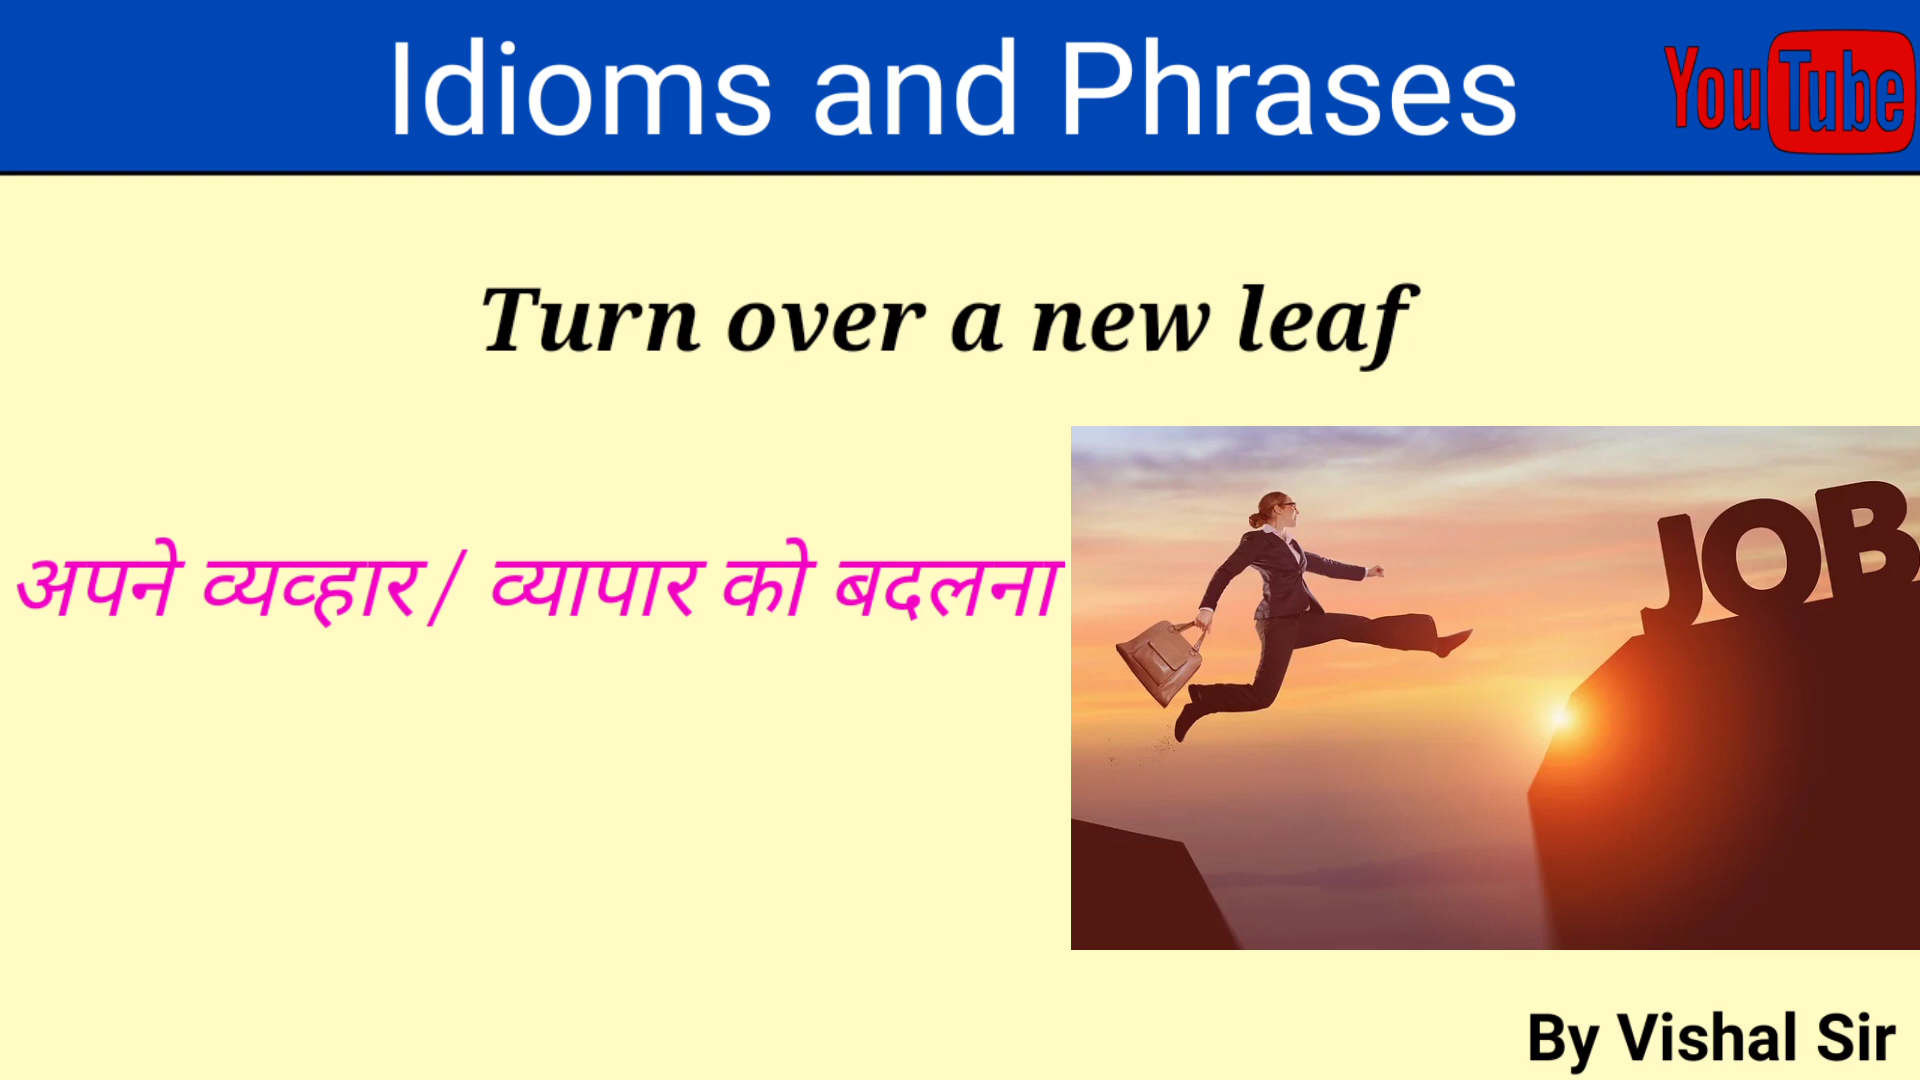 Idioms and Phrases
YouTube
Turn over a new leaf
अपने व्यव्हार/ व्यापार को बदलना
JOB
By Vishal Sir